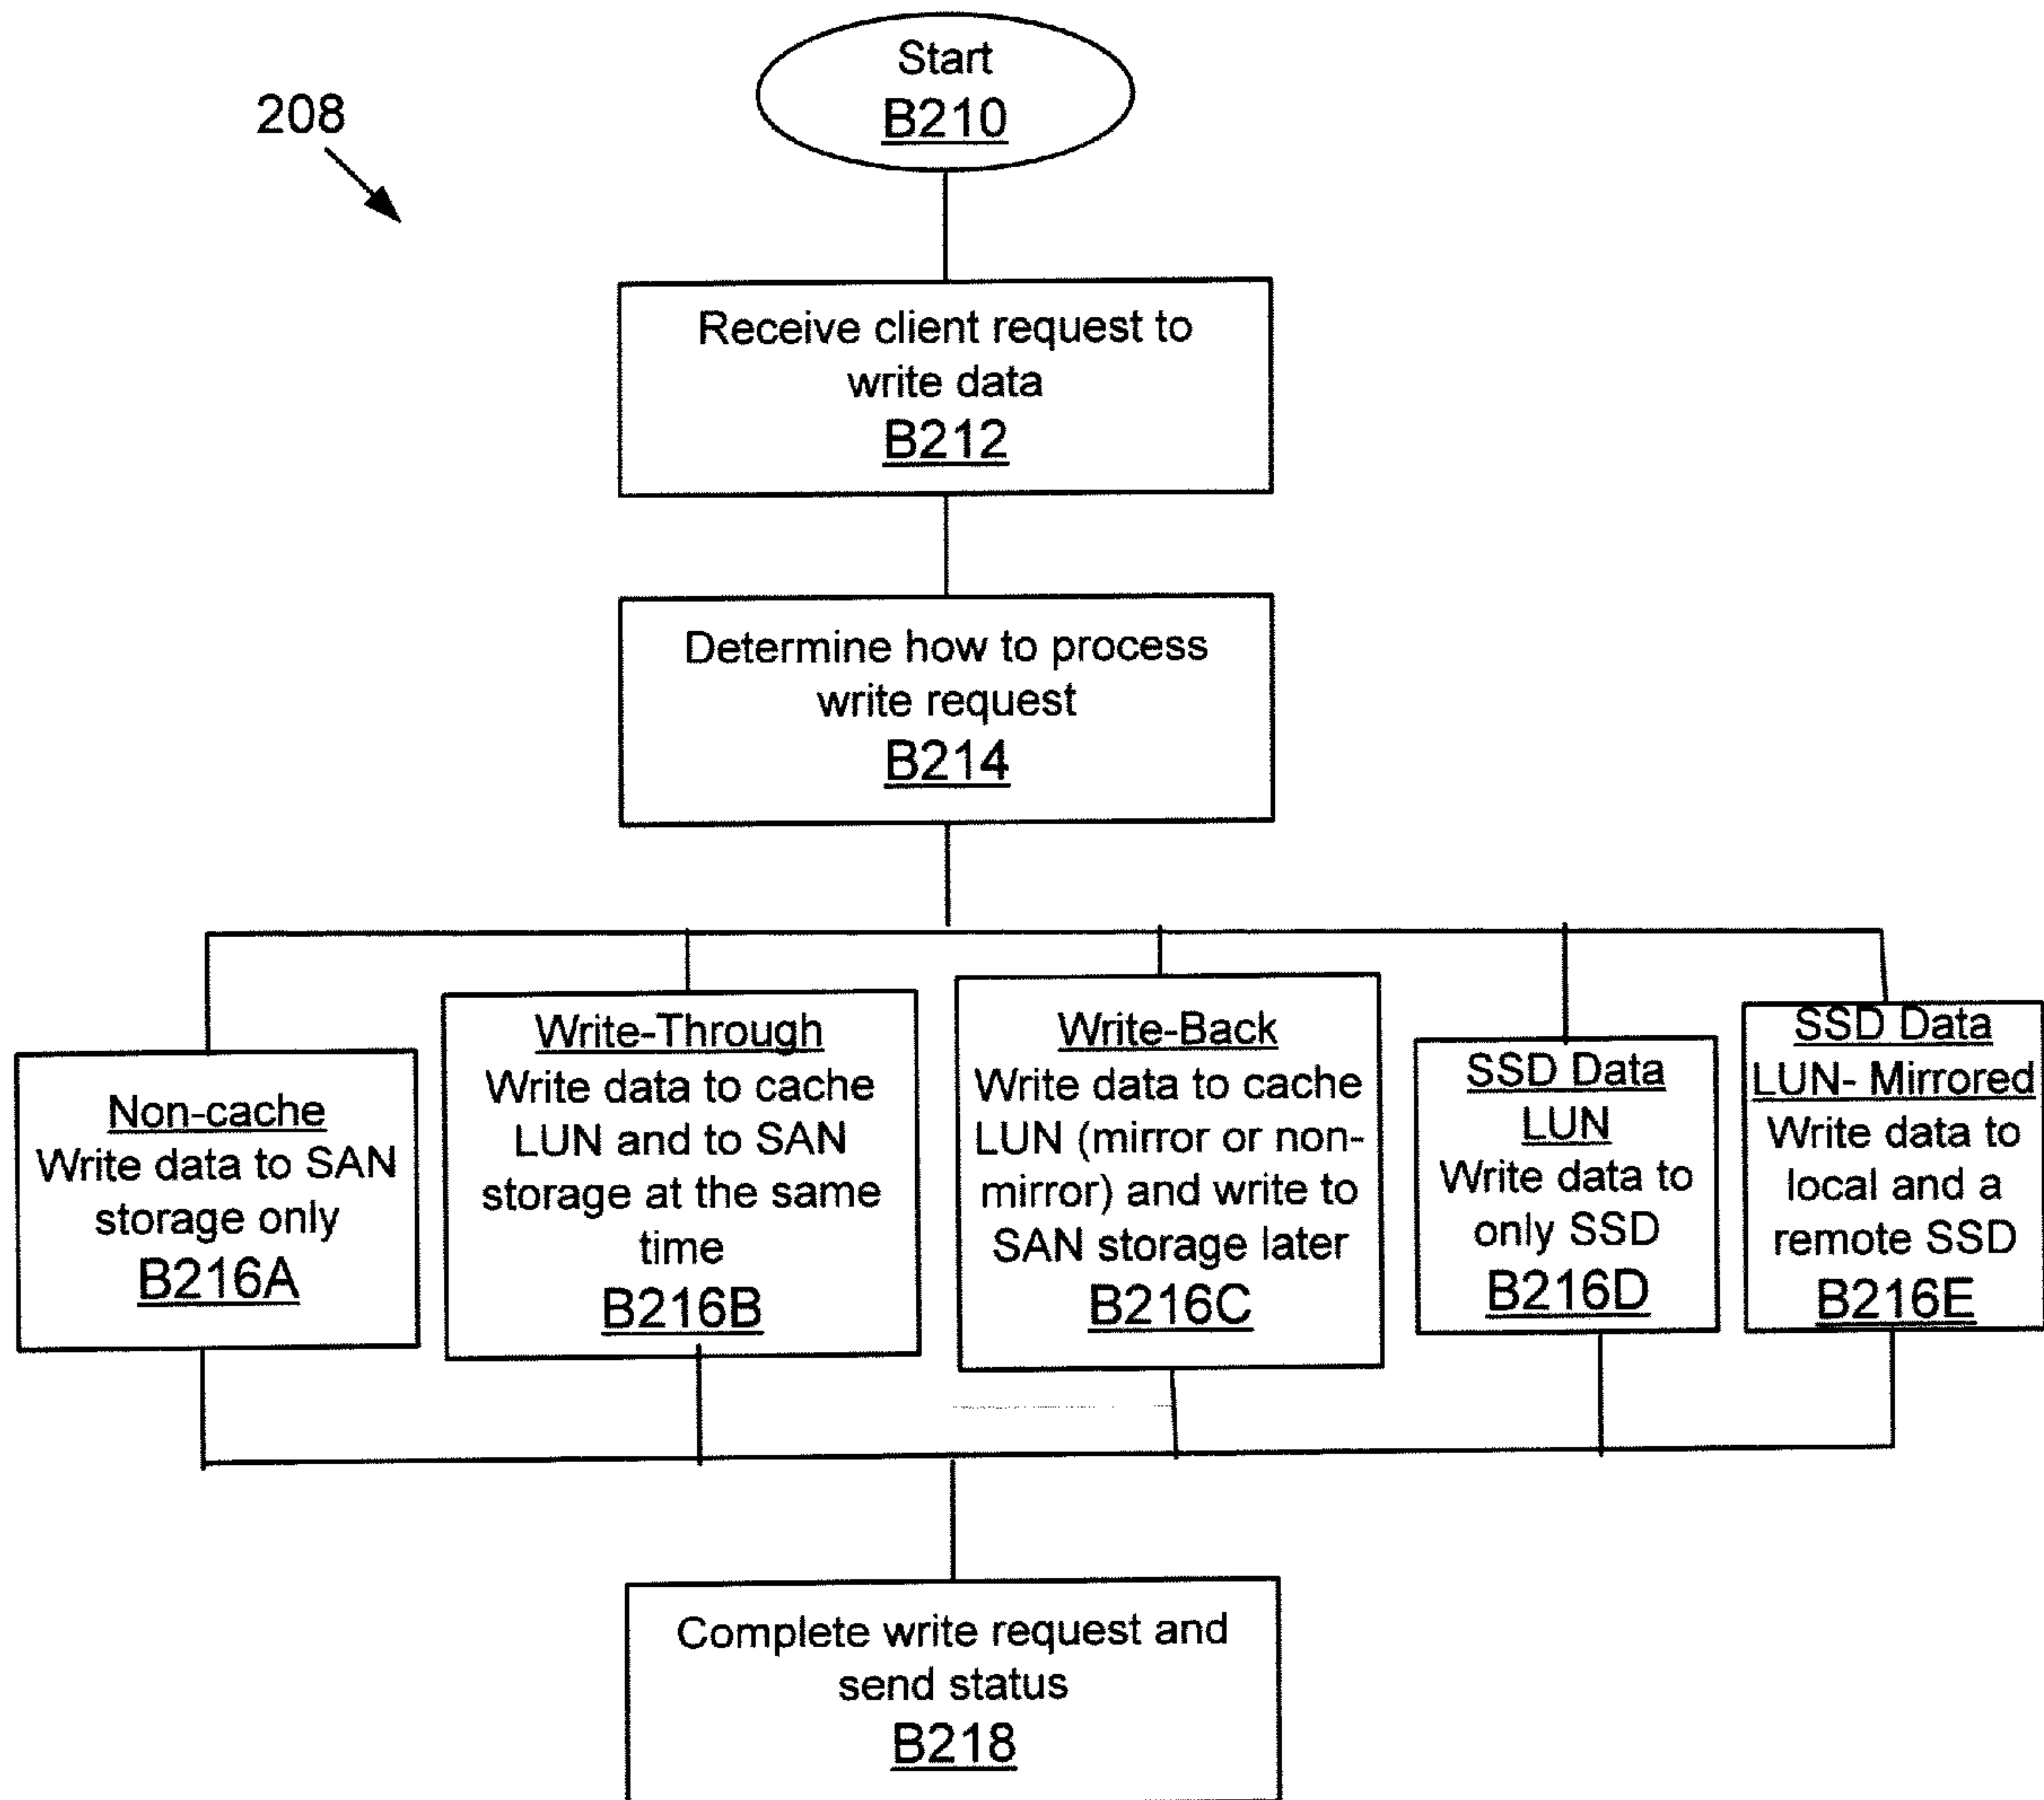 208
Start
B210
Receive client request to
write data
B212
Determine how to process
write request
B214
Non-cache
Write data to SAN
storage only
B216A
Write-Through
Write data to cache
LUN and to SAN
storage at the same
time
B216B
Write-Back
Write data to cache
LUN (mirror or non-
mirror) and write to
SAN storage later
B216C
SSD Data
LUN
Write data to
only SSD
B216D
SSD Data
LUN- Mirrored
Write data to
local and a
remote SSD
B216E
Complete write request and
send status
B218